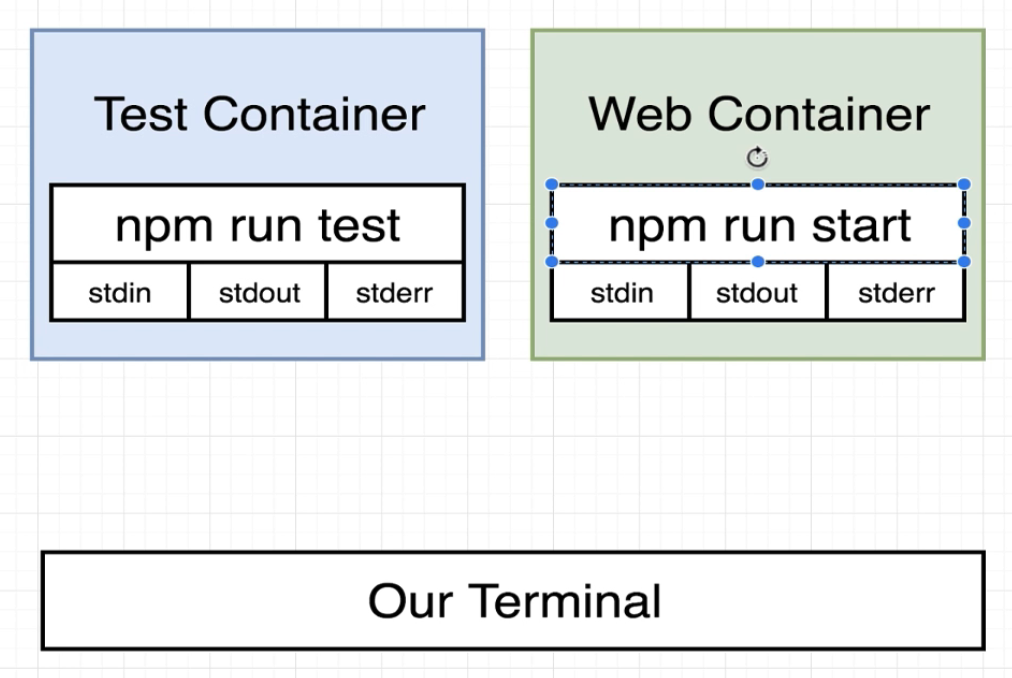 Test Container
npm run test
stdin stdout stderr
Web Container
npm run start
stdin stdout stderr
Our Terminal